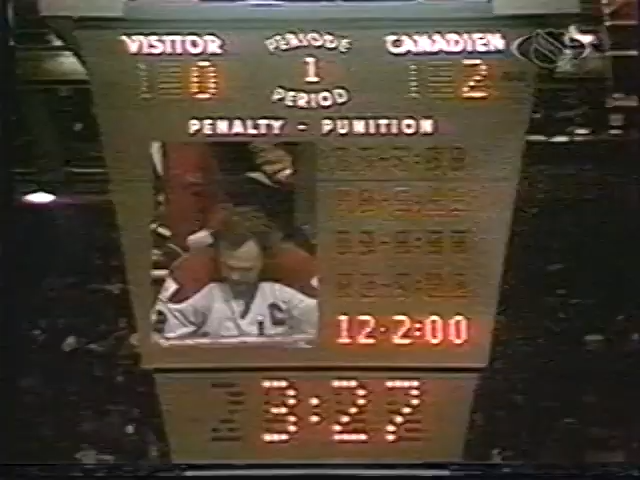 VISITOR PERIODE CANADIEN
0 1 2
PERIOD
PENALTY - PUNITION
12·2:00
3:27
C